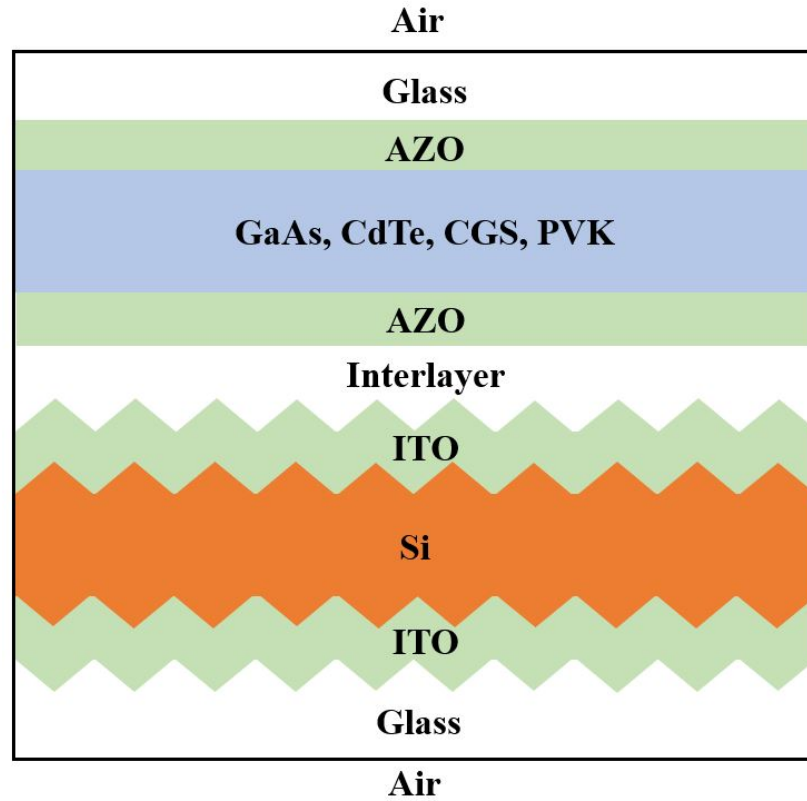 Air
Glass
AZO
GaAs, CdTe, CGS, PVK
AZO
Interlayer
ITO
Si
ITO
Glass
Air